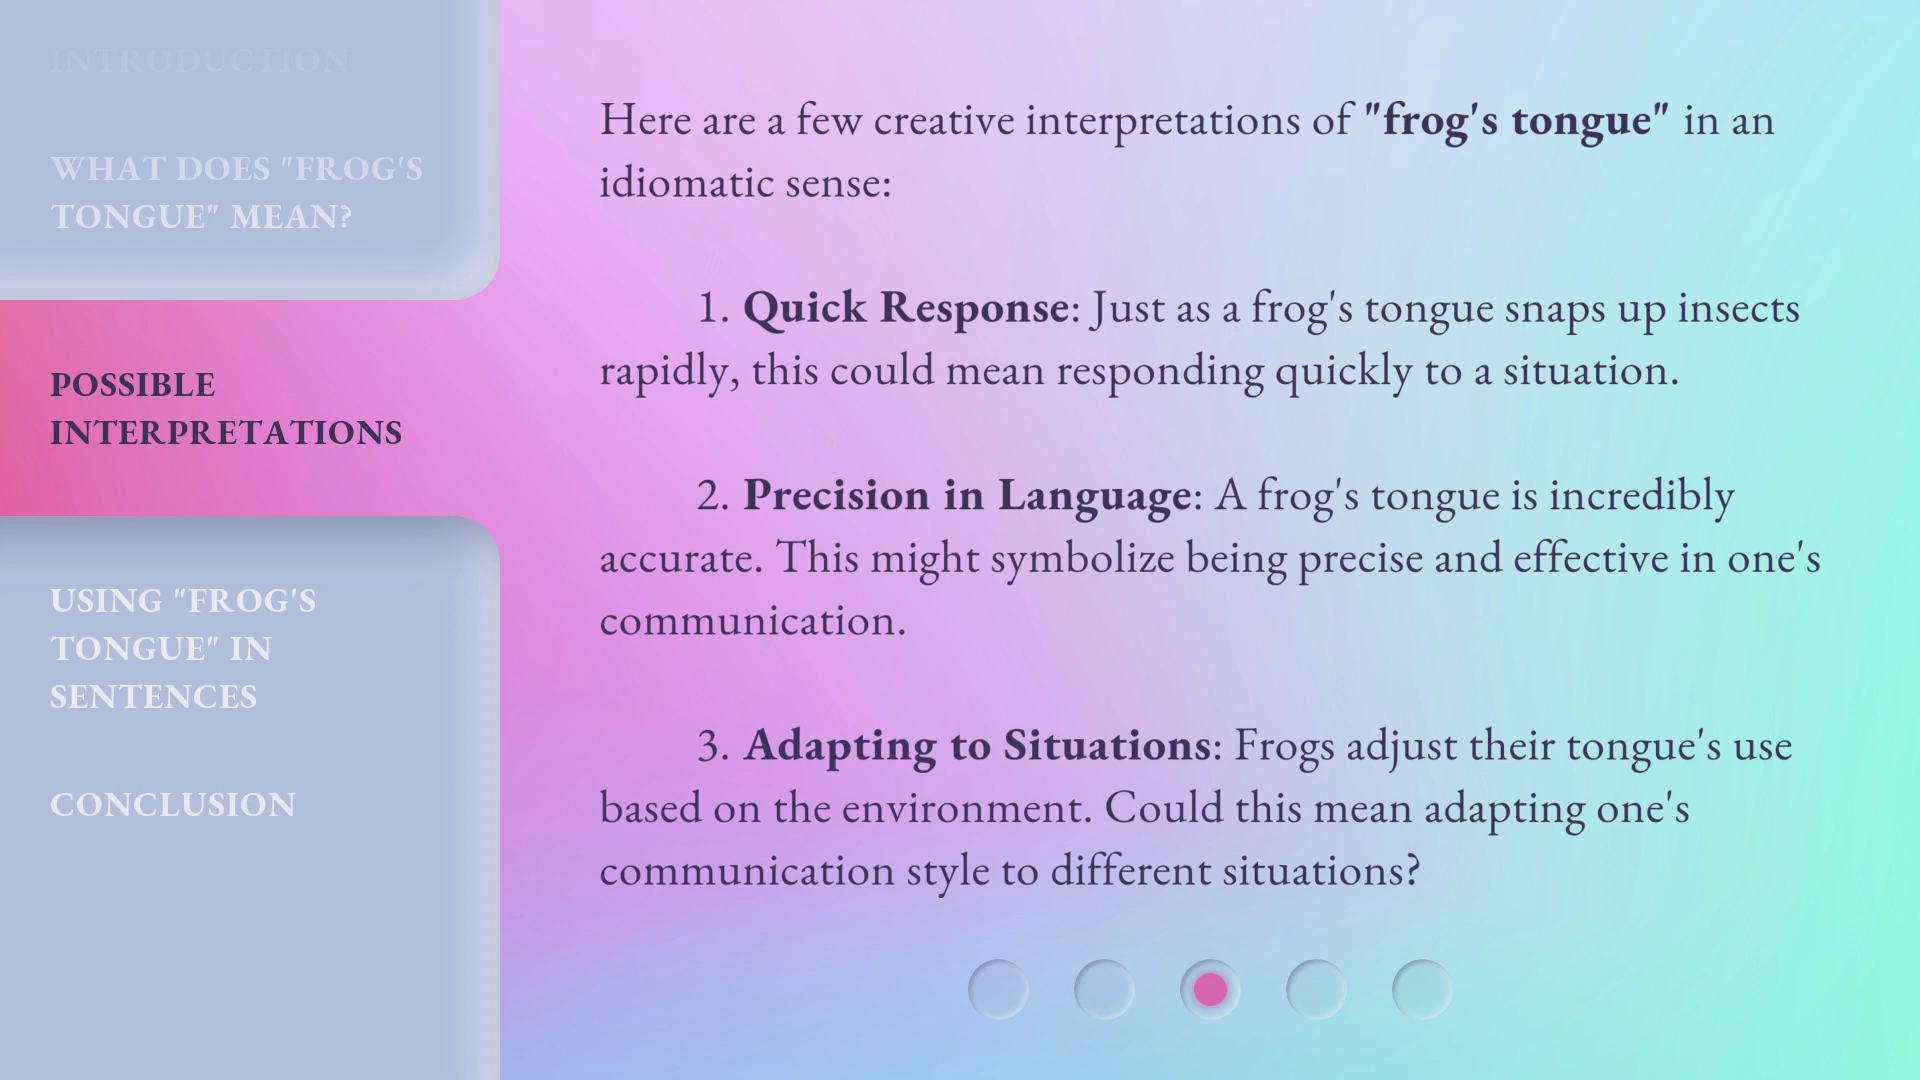 INTRODUCTION
WHAT DOES "FROG'S
TONGUE" MEAN?
POSSIBLE
INTERPRETATIONS
USING "FROG'S
TONGUE" IN
SENTENCES
CONCLUSION
Here are a few creative interpretations of "frog's tongue" in an
idiomatic sense:
1. Quick Response: Just as a frog's tongue snaps up insects
rapidly, this could mean responding quickly to a situation.
2. Precision in Language: A frog's tongue is incredibly
accurate. This might symbolize being precise and effective in one's
communication.
3. Adapting to Situations: Frogs adjust their tongue's use
based on the environment. Could this mean adapting one's
communication style to different situations?